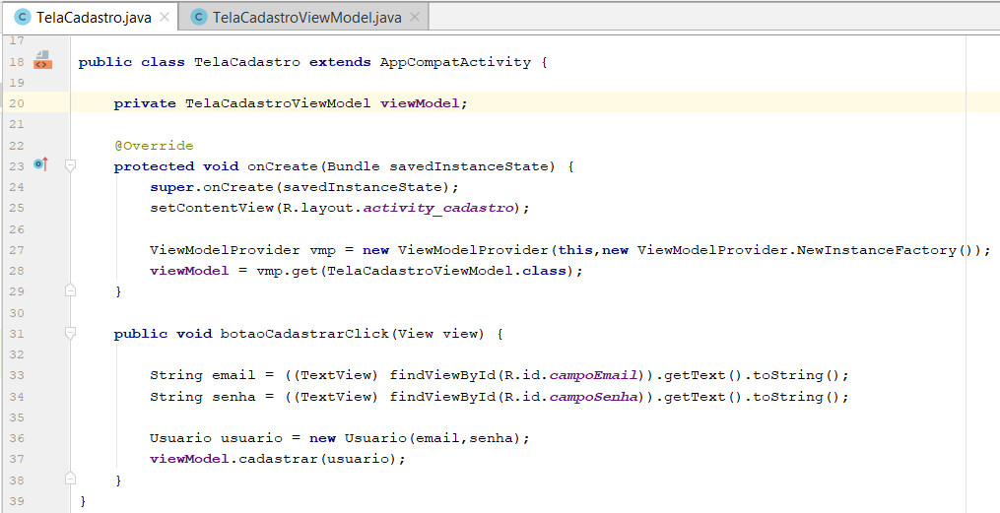 TelaCadastro.java TelaCadastroViewModel.java
17
18 public class TelaCadastro extends AppCompatActivity {
19
20 private TelaCadastroViewModel viewModel;
21
22 @Override
23 protected void onCreate(Bundle savedInstanceState) {
24 super.onCreate(savedInstanceState);
25 setContentView(R.layout.activity_cadastro);
26
27 ViewModelProvider vmp = new ViewModelProvider(this,new ViewModelProvider.NewInstanceFactory());
28 viewModel = vmp.get(TelaCadastroViewModel.class);
29 }
30
31 public void botaoCadastrarClick(View view) {
32
33 String email = ((TextView) findViewById(R.id.campoEmail)).getText().toString();
34 String senha = ((TextView) findViewById(R.id.campoSenha)).getText().toString();
35
36 Usuario usuario = new Usuario(email,senha);
37 viewModel.cadastrar(usuario);
38 }
39 }